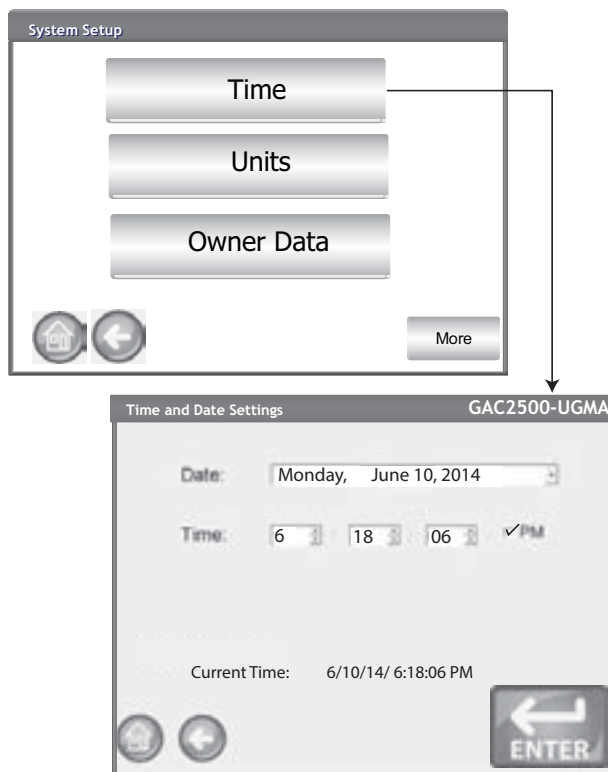 System Setup
Time
Units
Owner Data
More
Time and Date Settings GAC2500-UGMA
Date: Monday, June 10, 2014
Time: 6 18 06 ✓PM
Current Time: 6/10/14/ 6:18:06 PM
ENTER